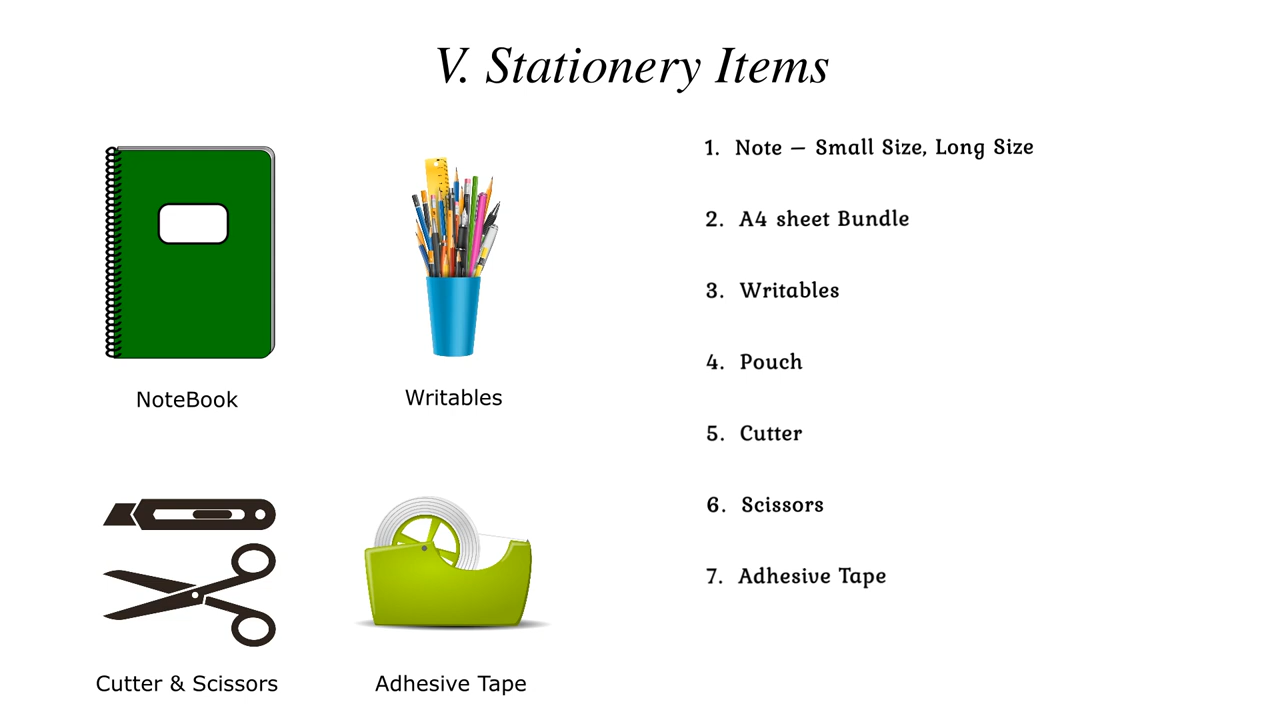 V. Stationery Items
NoteBook
Writables
Cutter & Scissors
Adhesive Tape
1. Note – Small Size, Long Size
2. A4 sheet Bundle
3. Writables
4. Pouch
5. Cutter
6. Scissors
7. Adhesive Tape